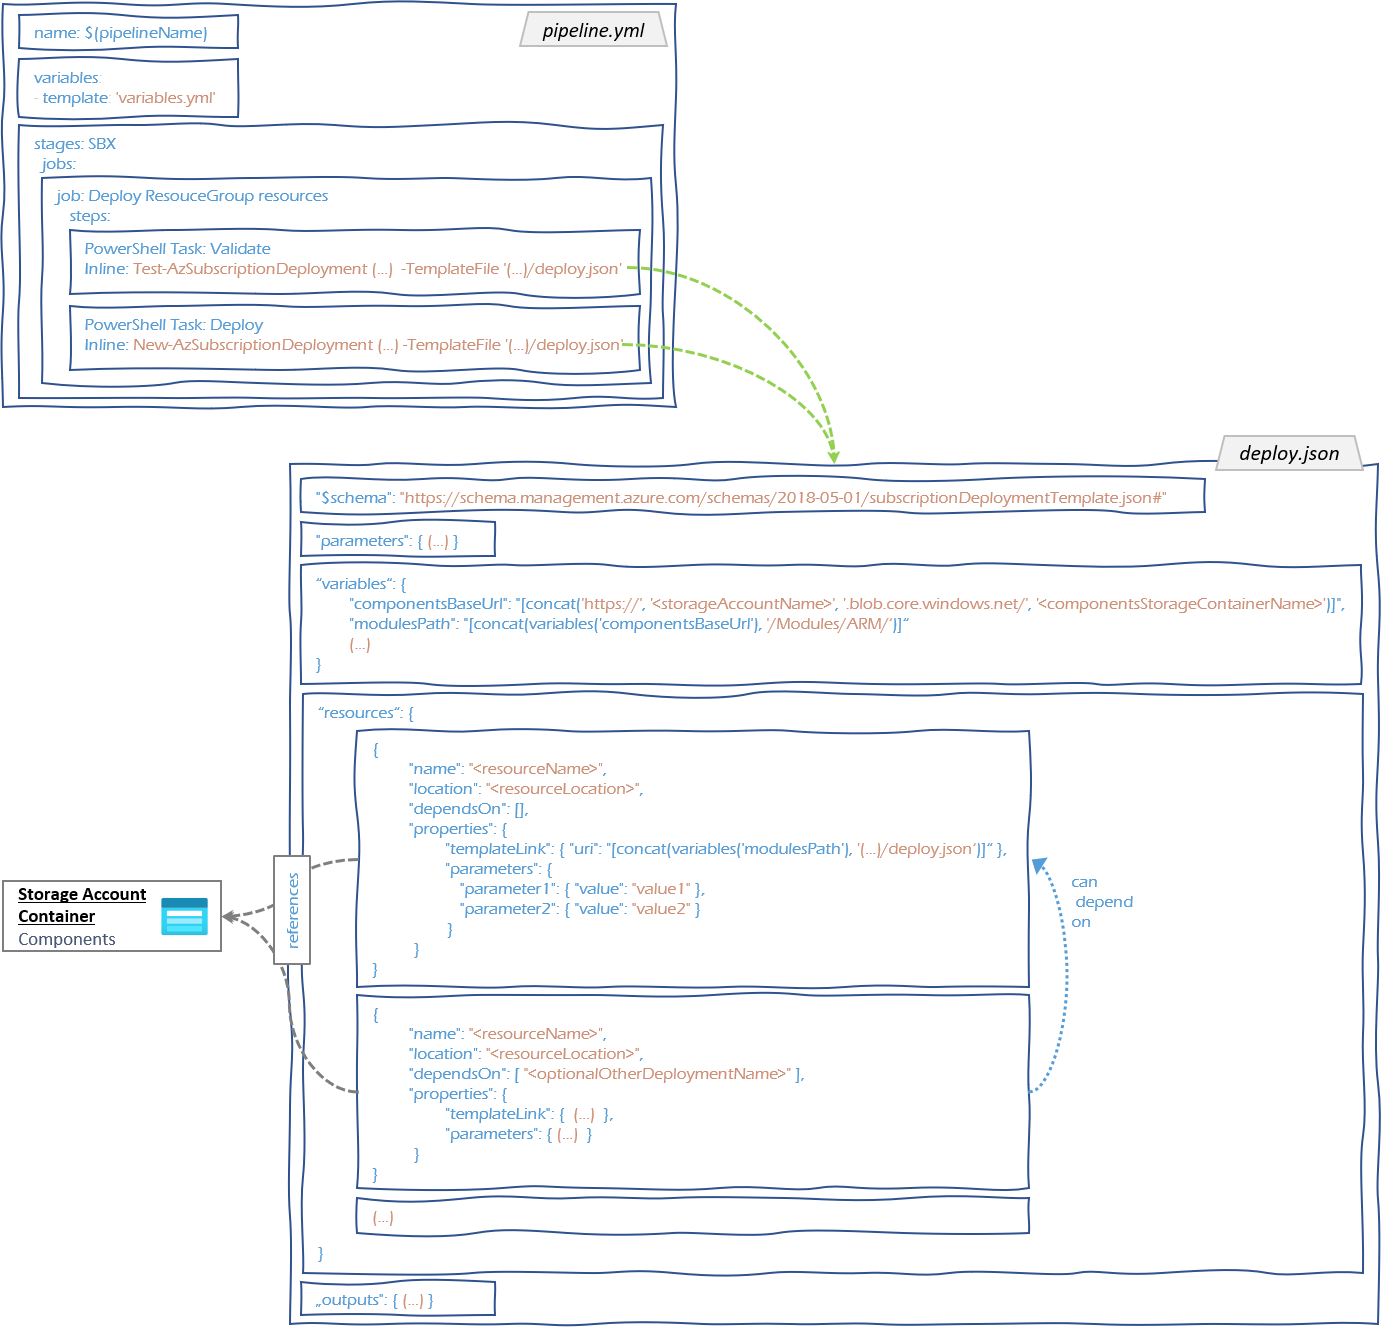 pipeline.yml
name: $(pipelineName)
variables:
- template: 'variables.yml'
stages: SBX
jobs:
job: Deploy ResouceGroup resources
steps:
PowerShell Task: Validate
Inline: Test-AzSubscriptionDeployment (...)  -TemplateFile '(...)/deploy.json'
PowerShell Task: Deploy
Inline: New-AzSubscriptionDeployment (...) -TemplateFile '(...)/deploy.json'
deploy.json
"$schema": "https://schema.management.azure.com/schemas/2018-05-01/subscriptionDeploymentTemplate.json#"
"parameters": { (...) }
“variables“: {
"componentsBaseUrl": "[concat('https://', '<storageAccountName>', '.blob.core.windows.net/', '<componentsStorageContainerName>')]",
"modulesPath": "[concat(variables('componentsBaseUrl'), '/Modules/ARM/')]“
(...)
}
“resources“: {
{
"name": "<resourceName>",
"location": "<resourceLocation>",
"dependsOn": [],
"properties": {
"templateLink": { "uri": "[concat(variables('modulesPath'), '(...)/deploy.json')]“ },
"parameters": {
"parameter1": { "value": "value1" },
"parameter2": { "value": "value2" }
}
}
}
can
depend
on
references
Storage Account
Container
Components
{
"name": "<resourceName>",
"location": "<resourceLocation>",
"dependsOn": [ "<optionalOtherDeploymentName>" ],
"properties": {
"templateLink": {  (...)  },
"parameters": { (...)  }
}
}
(...)
}
„outputs": { (...) }